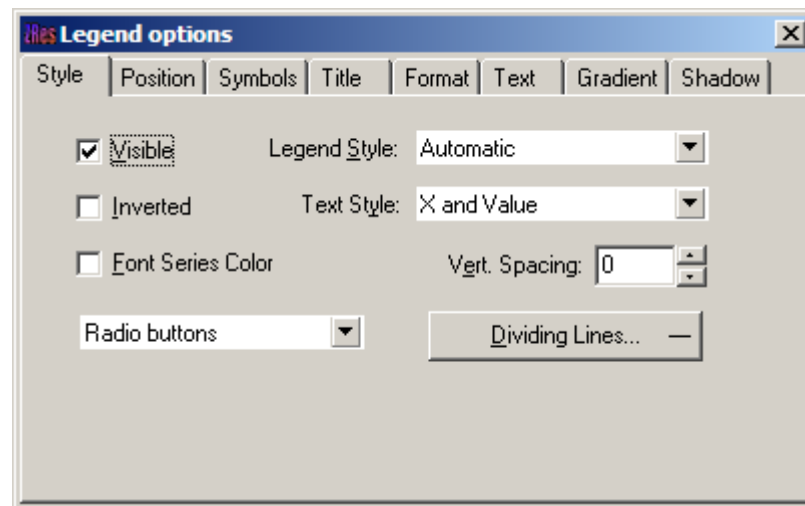 2Res Legend options
Style Position Symbols Title Format Text Gradient Shadow
Visible Legend Style: Automatic
Inverted Text Style: X and Value
Font Series Color Vert. Spacing: 0
Radio buttons Dividing Lines...